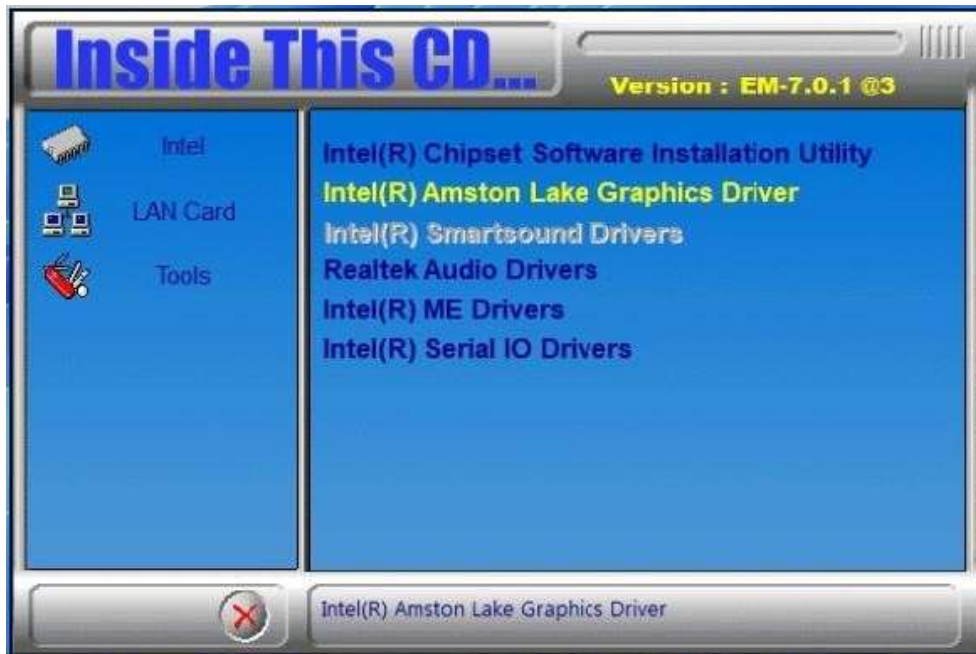 Inside This CD...
Version : EM-7.0.1 @3
Intel
LAN Card
Tools
Intel(R) Chipset Software Installation Utility
Intel(R) Amston Lake Graphics Driver
Intel(R) Smartsound Drivers
Realtek Audio Drivers
Intel(R) ME Drivers
Intel(R) Serial IO Drivers
Intel(R) Amston Lake Graphics Driver